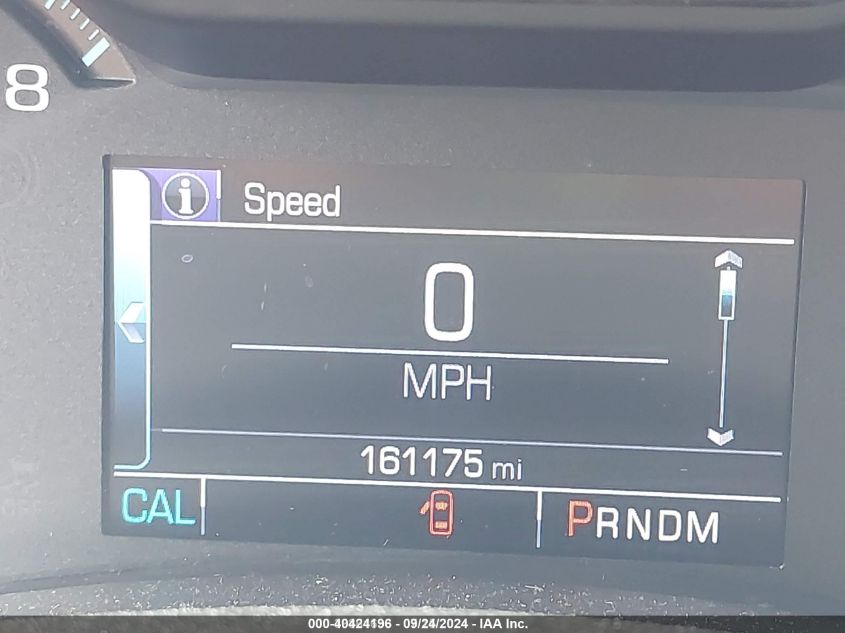 8
Speed
0
MPH
161175 mi
CAL PRNDM
000-40424196 - 09/24/2024 - IAA Inc.